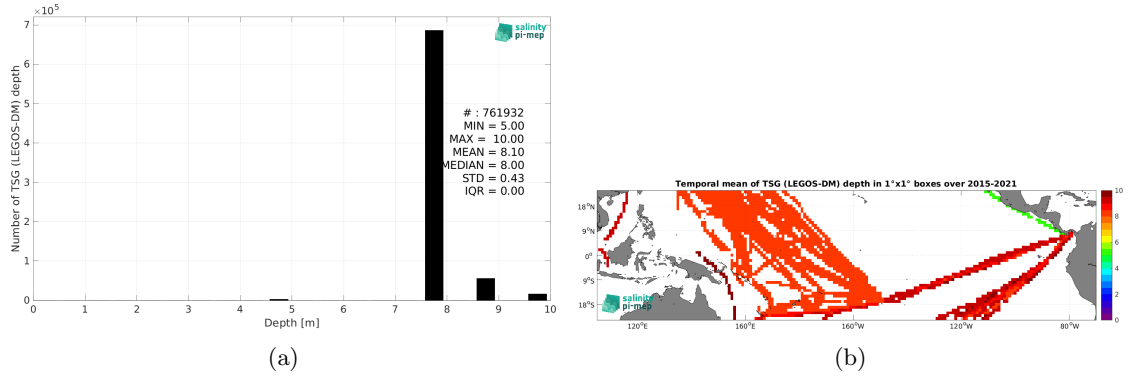 ×10⁵
7
6
5
4
3
2
1
0
Number of TSG (LEGOS-DM) depth
salinity
pi-mep
# : 761932
MIN = 5.00
MAX = 10.00
MEAN = 8.10
MEDIAN = 8.00
STD = 0.43
IQR = 0.00
0 1 2 3 4 5 6 7 8 9 10
Depth [m]
(a)
Temporal mean of TSG (LEGOS-DM) depth in 1°x1° boxes over 2015-2021
18°N
9°N
0°
9°S
18°S
salinity
pi-mep
120°E 160°E 160°W 120°W 80°W
10
8
6
4
2
0
(b)